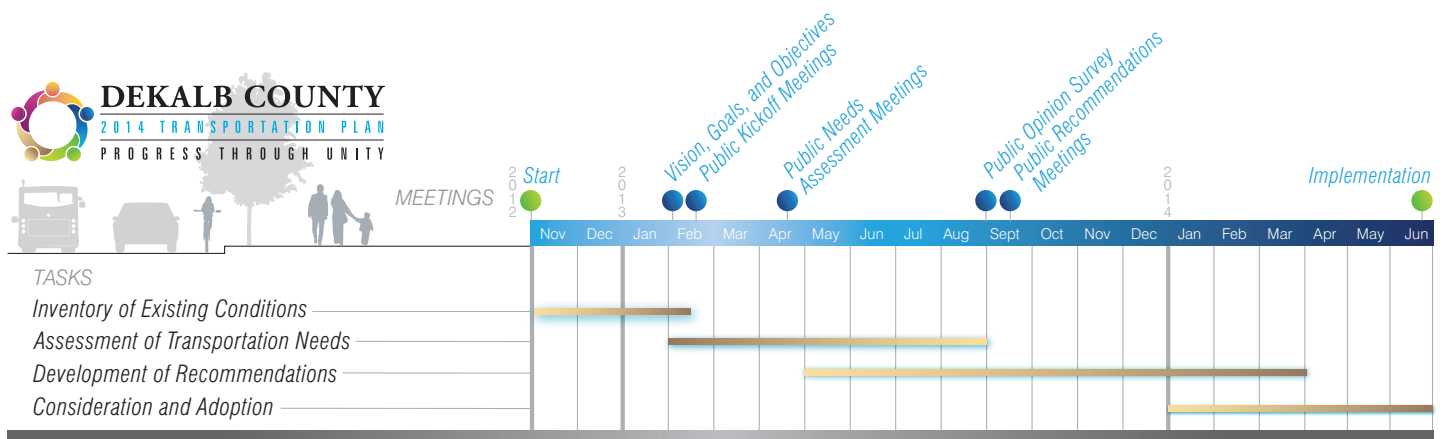 DEKALB COUNTY
2014 TRANSPORTATION PLAN
PROGRESS THROUGH UNITY
MEETINGS
2012
Start
2013
Vision, Goals, and Objectives
Public Kickoff Meetings
Public Needs
Assessment Meetings
Public Opinion Survey
Public Recommendations
Meetings
2014
Implementation
Nov Dec Jan Feb Mar Apr May Jun Jul Aug Sept Oct Nov Dec Jan Feb Mar Apr May Jun
TASKS
Inventory of Existing Conditions
Assessment of Transportation Needs
Development of Recommendations
Consideration and Adoption